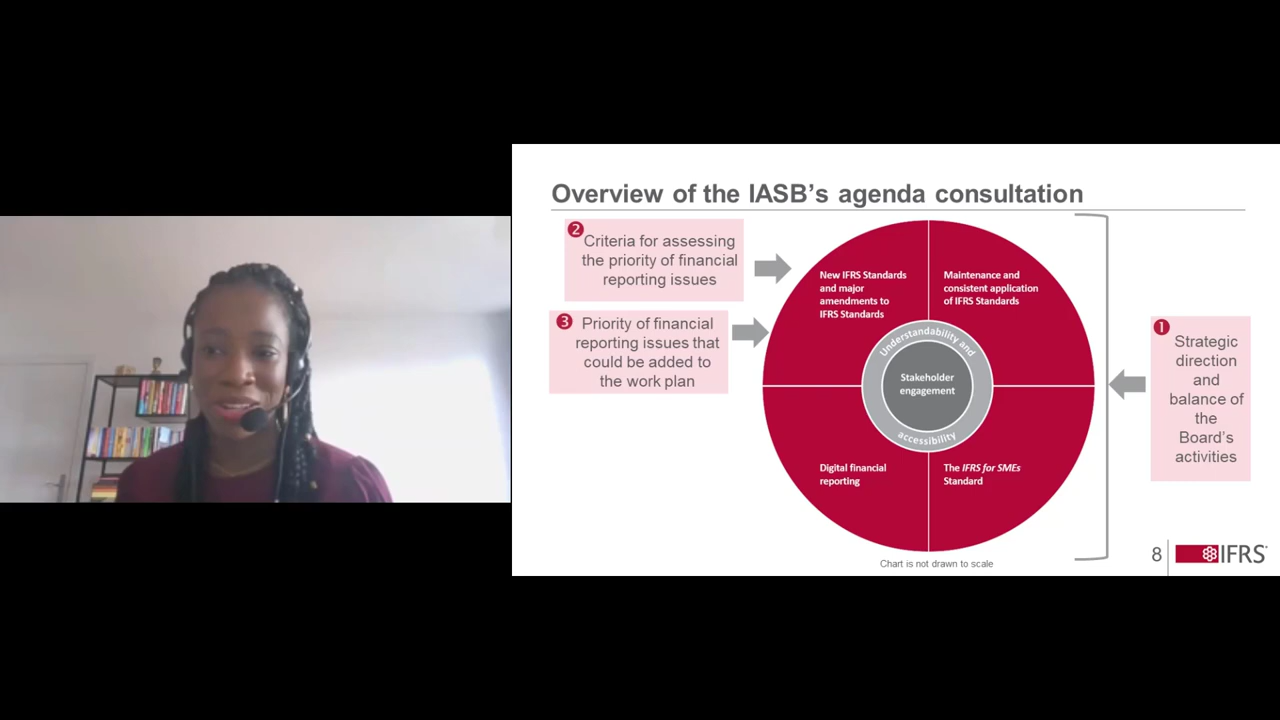 Overview of the IASB's agenda consultation
❷
Criteria for assessing
the priority of financial
reporting issues
❸
Priority of financial
reporting issues that
could be added to
the work plan
New IFRS Standards
and major
amendments to
IFRS Standards
Maintenance and
consistent application
of IFRS Standards
Understandability and
Stakeholder
engagement
accessibility
Digital financial
reporting
The IFRS for SMEs
Standard
❶
Strategic
direction
and
balance of
the
Board's
activities
Chart is not drawn to scale
8
IFRS